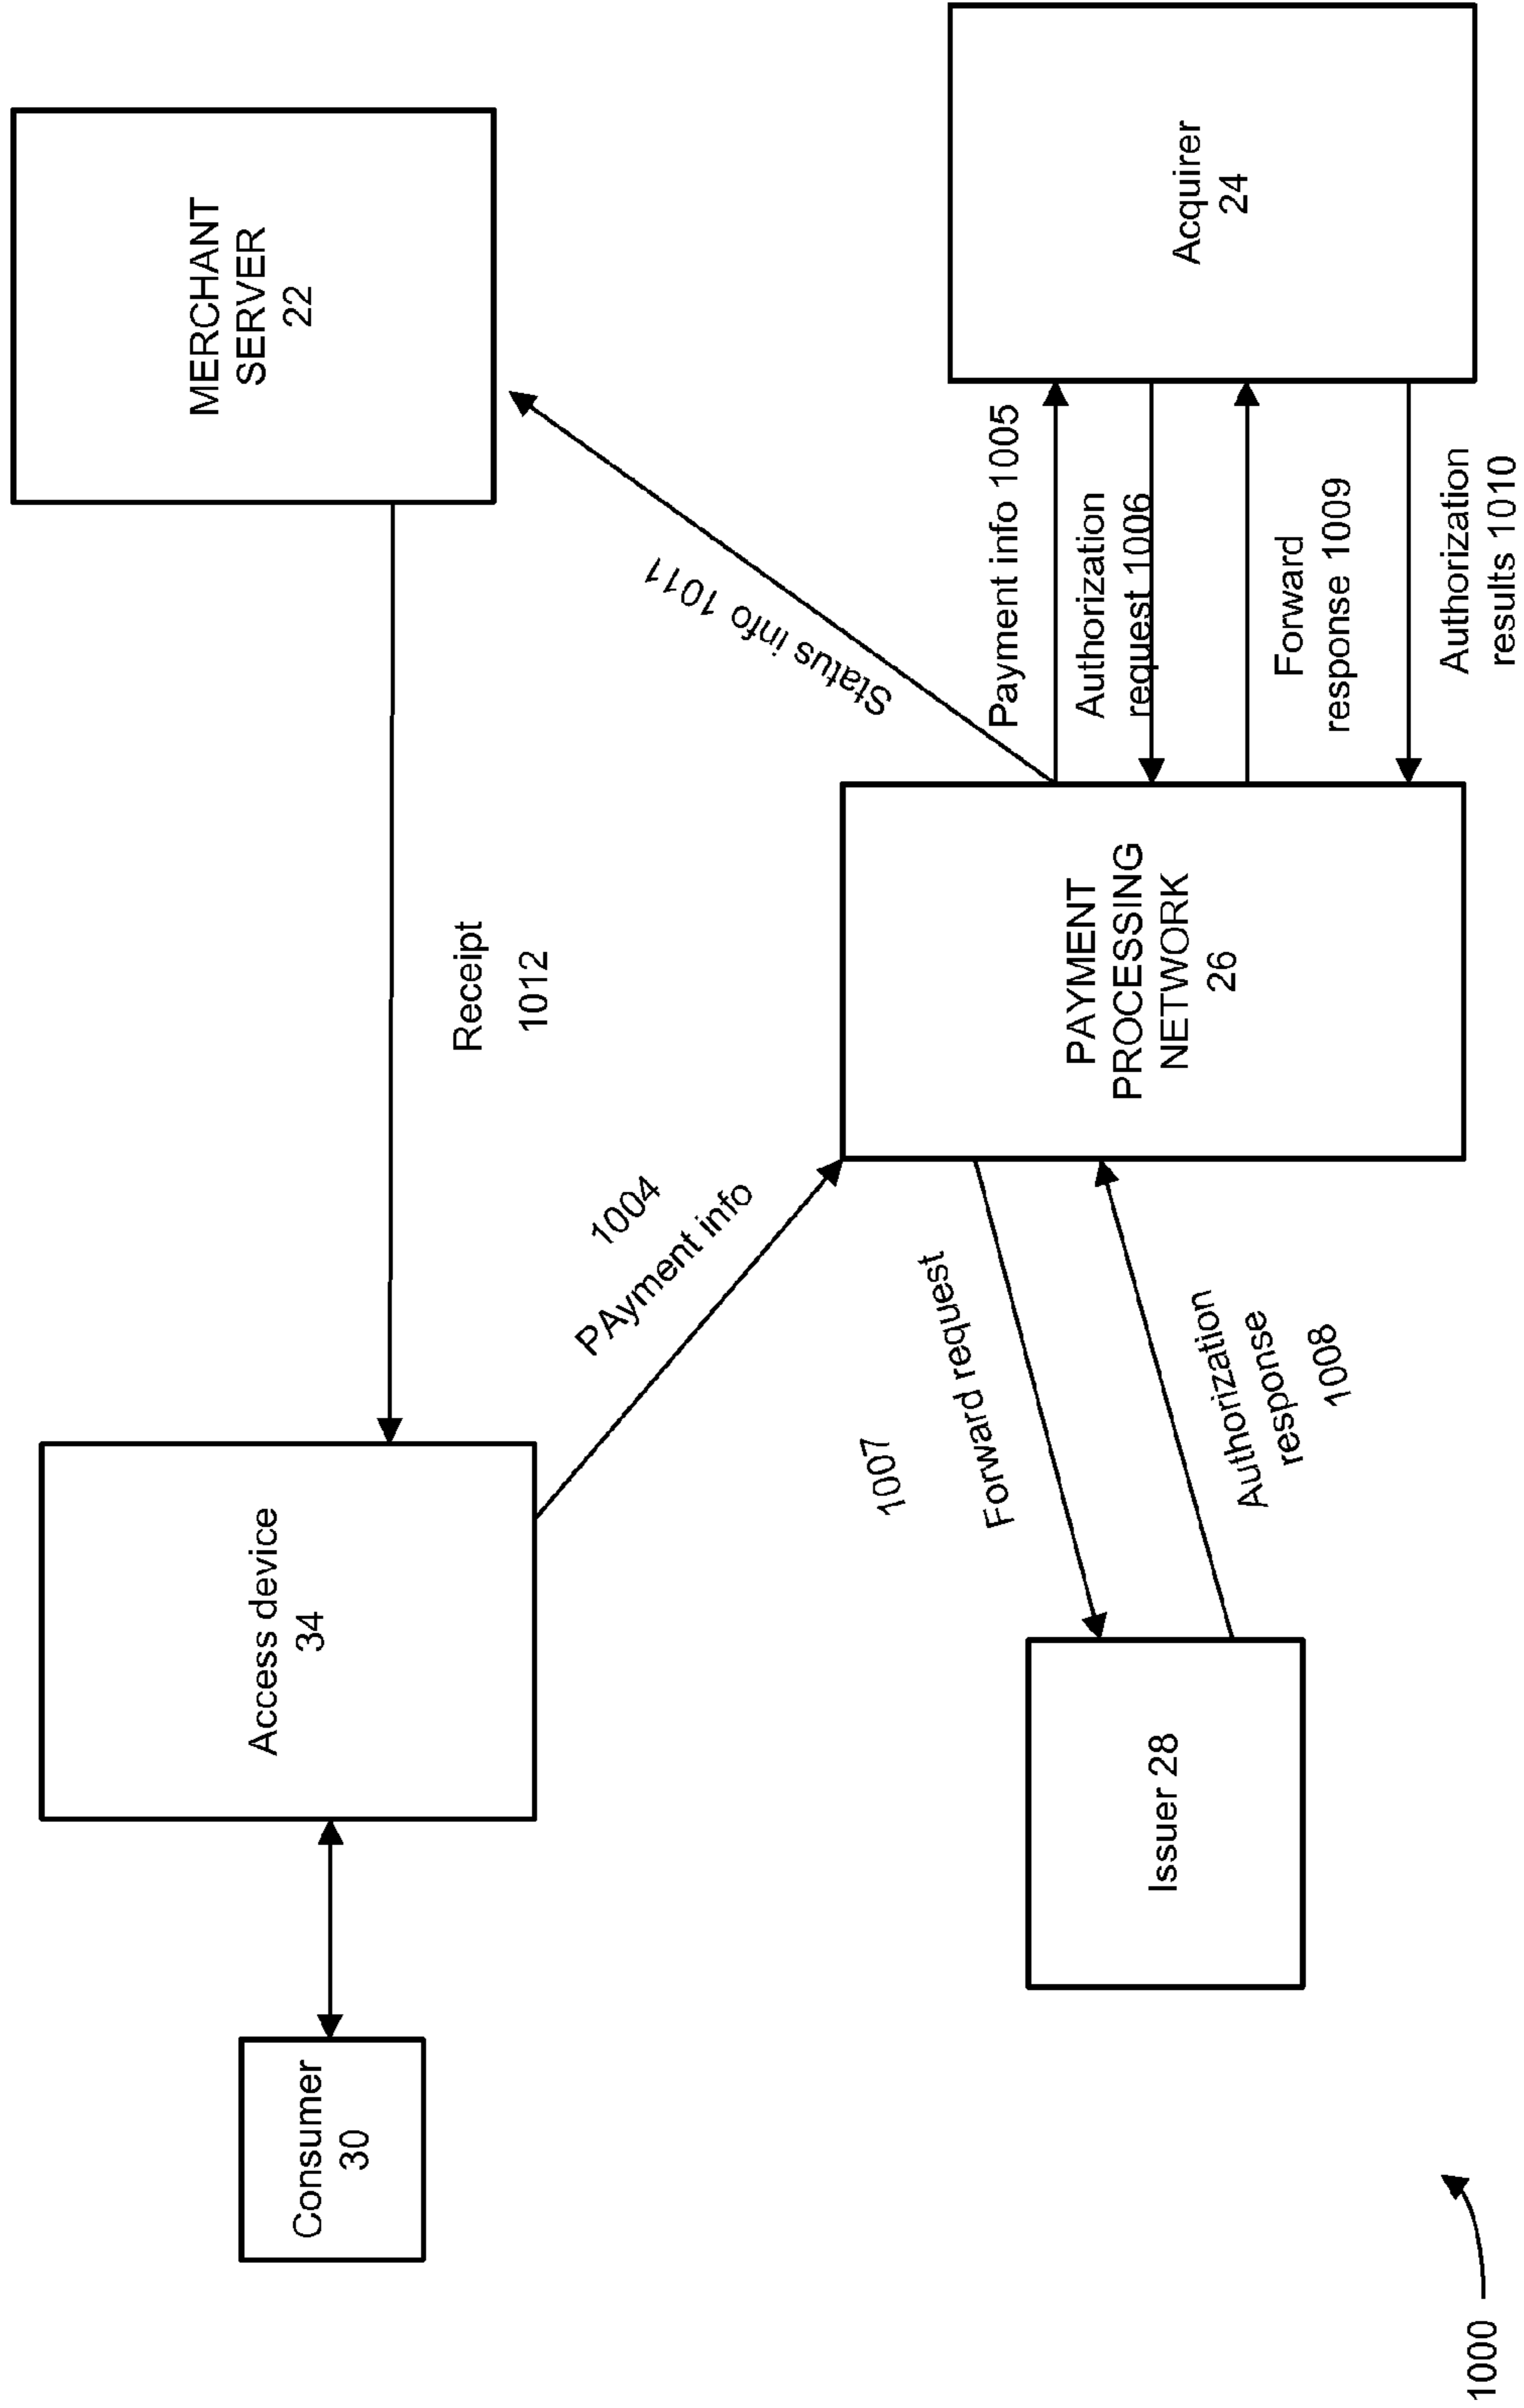 Consumer
30
Access device
34
MERCHANT
SERVER
22
Receipt
1012
1004
PAyment info
Status info 1011
Issuer 28
1007
Forward request
Authorization
response
1008
PAYMENT
PROCESSING
NETWORK
26
Payment info 1005
Authorization
request 1006
Forward
response 1009
Authorization
results 1010
Acquirer
24
1000